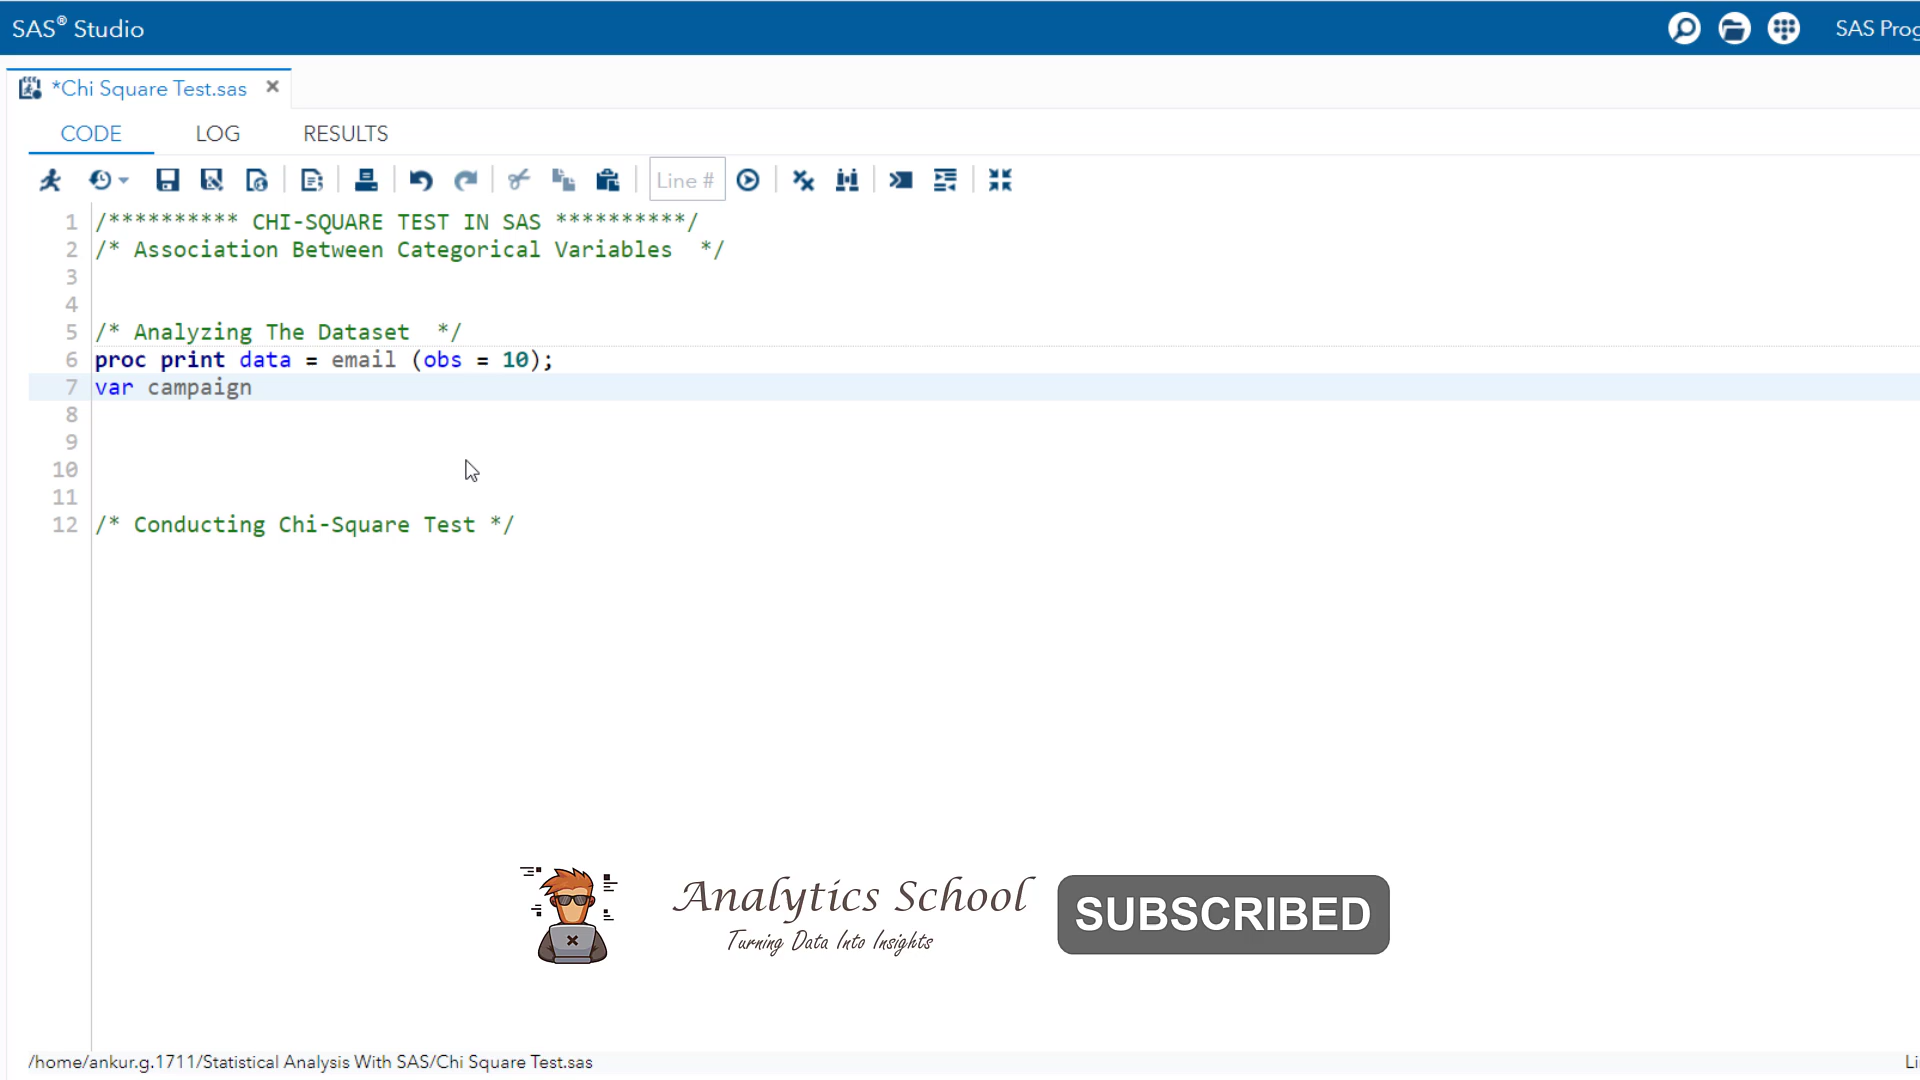 SAS® Studio
SAS Prog
*Chi Square Test.sas
CODE LOG RESULTS
Line #
1 /********** CHI-SQUARE TEST IN SAS **********/
2 /* Association Between Categorical Variables  */
3
4
5 /* Analyzing The Dataset  */
6 proc print data = email (obs = 10);
7 var campaign
8
9
10
11
12 /* Conducting Chi-Square Test */
Analytics School
Turning Data Into Insights
SUBSCRIBED
/home/ankur.g.1711/Statistical Analysis With SAS/Chi Square Test.sas
Li